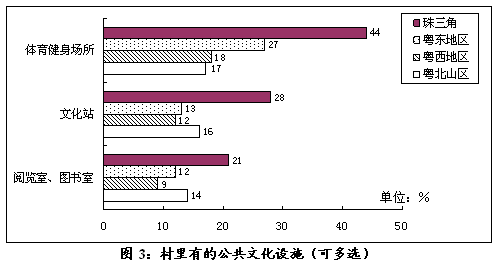 珠三角
粤东地区
粤西地区
粤北山区
体育健身场所
44
27
18
17
文化站
28
13
12
16
阅览室、图书室
21
12
9
14
单位：%
0 10 20 30 40 50
图 3：村里有的公共文化设施（可多选）